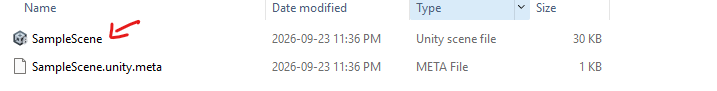 Name Date modified Type Size
SampleScene 2026-09-23 11:36 PM Unity scene file 30 KB
SampleScene.unity.meta 2026-09-23 11:36 PM META File 1 KB